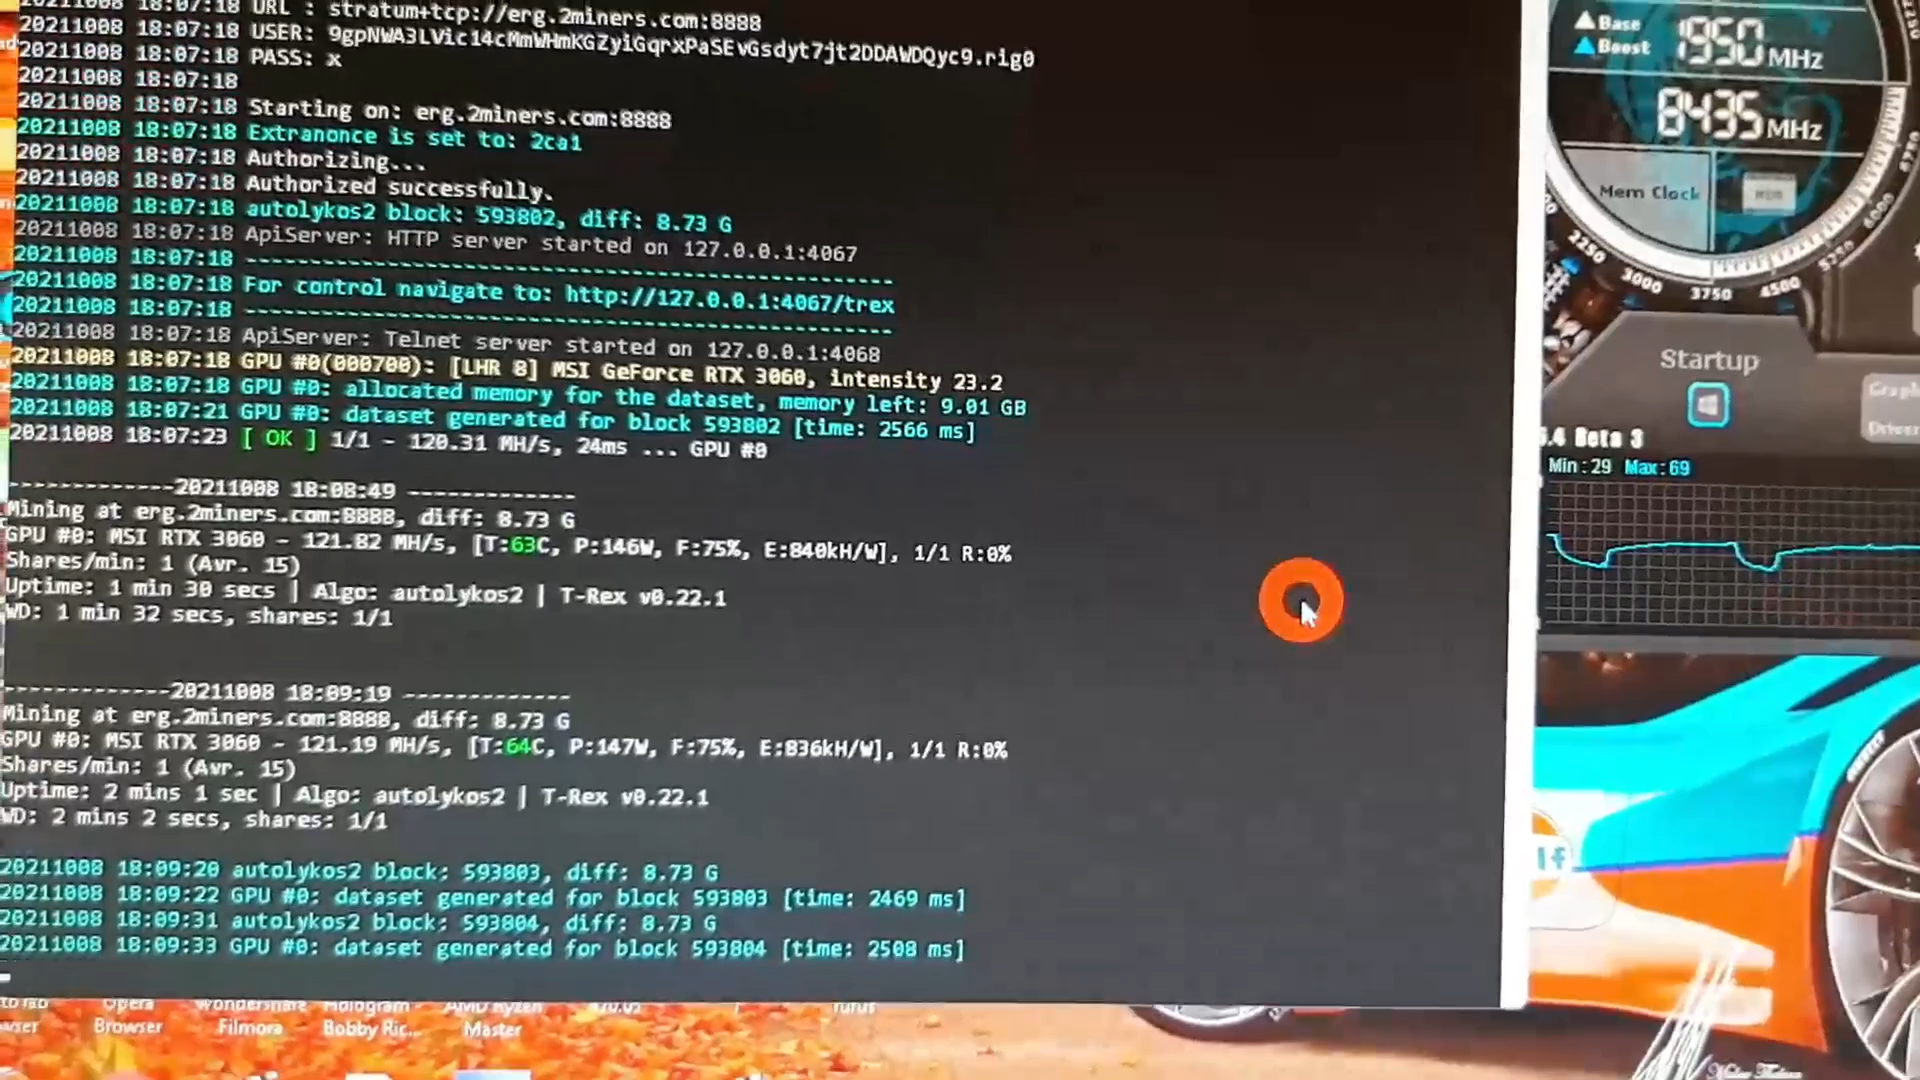 20211008 18:07:18 URL : stratum+tcp://erg.2miners.com:8888
20211008 18:07:18 USER: 9gpNWA3LVic14cMmWHmKGZyiGqrxPaSEvGsdyt7jt2DDAWDQyc9.rig0
20211008 18:07:18 PASS: x
20211008 18:07:18
20211008 18:07:18 Starting on: erg.2miners.com:8888
20211008 18:07:18 Extranonce is set to: 2ca1
20211008 18:07:18 Authorizing...
20211008 18:07:18 Authorized successfully.
20211008 18:07:18 autolykos2 block: 593802, diff: 8.73 G
20211008 18:07:18 ApiServer: HTTP server started on 127.0.0.1:4067
20211008 18:07:18 --------------------------------------------------
20211008 18:07:18 For control navigate to: http://127.0.0.1:4067/trex
20211008 18:07:18 --------------------------------------------------
20211008 18:07:18 ApiServer: Telnet server started on 127.0.0.1:4068
20211008 18:07:18 GPU #0(000700): [LHR 8] MSI GeForce RTX 3060, intensity 23.2
20211008 18:07:18 GPU #0: allocated memory for the dataset, memory left: 9.01 GB
20211008 18:07:21 GPU #0: dataset generated for block 593802 [time: 2566 ms]
20211008 18:07:23 [ OK ] 1/1 - 120.31 MH/s, 24ms ... GPU #0
-------------20211008 18:08:49 -------------
Mining at erg.2miners.com:8888, diff: 8.73 G
GPU #0: MSI RTX 3060 - 121.82 MH/s, [T:63C, P:146W, F:75%, E:840kH/W], 1/1 R:0%
Shares/min: 1 (Avr. 15)
Uptime: 1 min 30 secs | Algo: autolykos2 | T-Rex v0.22.1
WD: 1 min 32 secs, shares: 1/1
-------------20211008 18:09:19 -------------
Mining at erg.2miners.com:8888, diff: 8.73 G
GPU #0: MSI RTX 3060 - 121.19 MH/s, [T:64C, P:147W, F:75%, E:836kH/W], 1/1 R:0%
Shares/min: 1 (Avr. 15)
Uptime: 2 mins 1 sec | Algo: autolykos2 | T-Rex v0.22.1
WD: 2 mins 2 secs, shares: 1/1
20211008 18:09:20 autolykos2 block: 593803, diff: 8.73 G
20211008 18:09:22 GPU #0: dataset generated for block 593803 [time: 2469 ms]
20211008 18:09:31 autolykos2 block: 593804, diff: 8.73 G
20211008 18:09:33 GPU #0: dataset generated for block 593804 [time: 2508 ms]
Base
Boost
1950 MHz
8435 MHz
Mem Clock
2250
3000
3750
4500
5250
6000
Startup
Graph
Driver
.4 Beta 3
Min:29 Max:69
lf
Opera
Browser
Wondershare
Filmora
Hologram
Bobby Ric...
AMD Ryzen
Master
Rufus